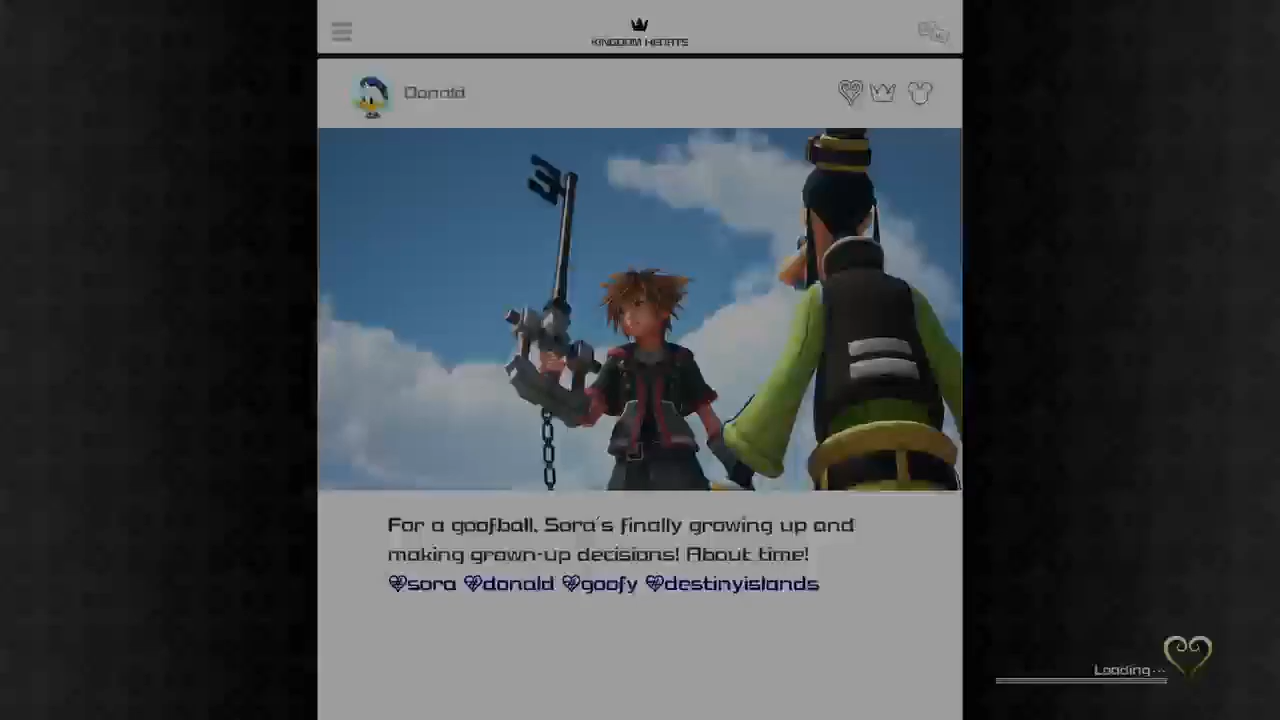 KINGDOM HEARTS
Donald
For a goofball, Sora's finally growing up and
making grown-up decisions! About time!
sora donald goofy destinyislands
Loading...